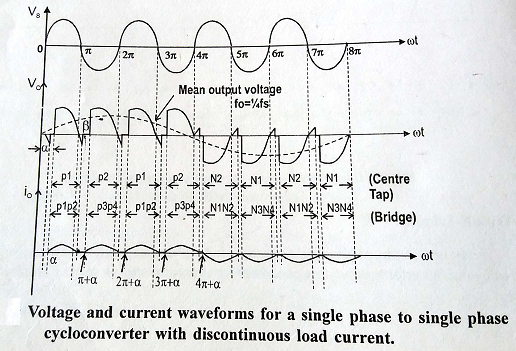 Vs
0 π 2π 3π 4π 5π 6π 7π 8π ωt
Vo
Mean output voltage
fo=¼fs
β
ωt
α
p1 p2 p1 p2 N2 N1 N2 N1 (Centre
Tap)
io
p1p2 p3p4 p1p2 p3p4 N1N2 N3N4 N1N2 N3N4 (Bridge)
ωt
α
π+α 2π+α 3π+α 4π+α
Voltage and current waveforms for a single phase to single phase
cycloconverter with discontinuous load current.